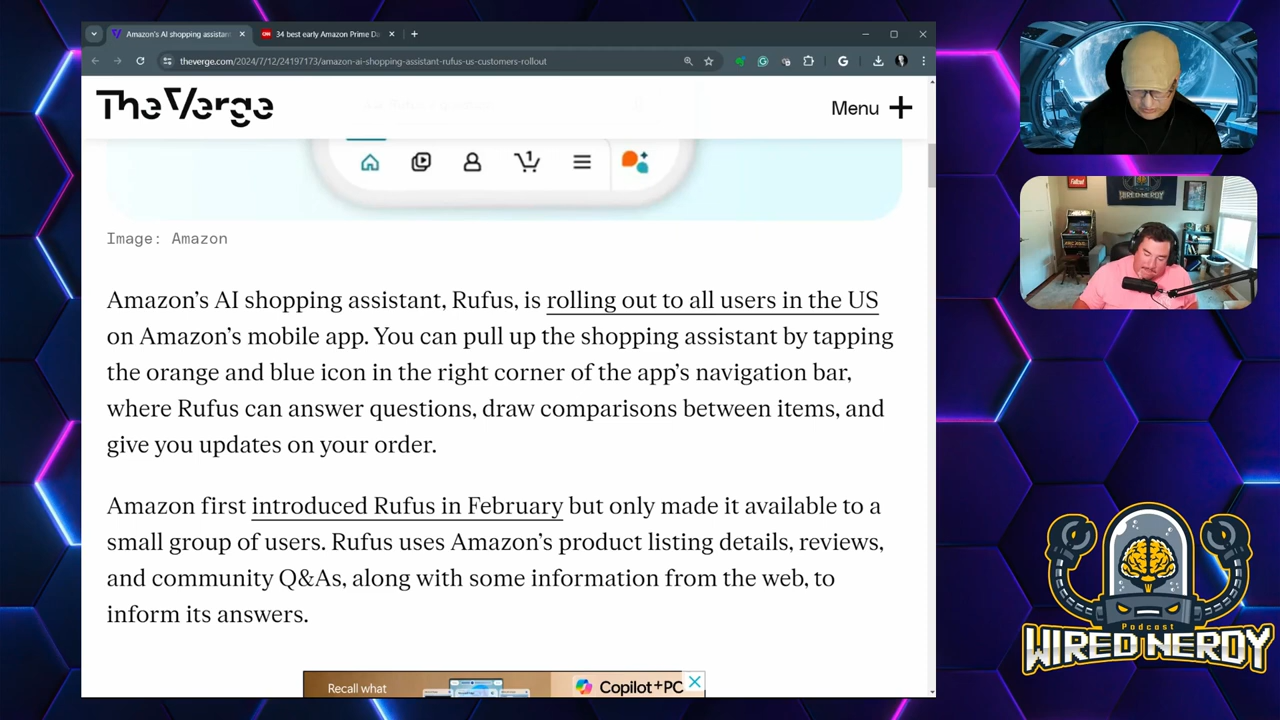 Amazon's AI shopping assistant
34 best early Amazon Prime Da
theverge.com/2024/7/12/24197173/amazon-ai-shopping-assistant-rufus-us-customers-rollout
The Verge
Menu
1
Image: Amazon
Amazon's AI shopping assistant, Rufus, is rolling out to all users in the US
on Amazon's mobile app. You can pull up the shopping assistant by tapping
the orange and blue icon in the right corner of the app's navigation bar,
where Rufus can answer questions, draw comparisons between items, and
give you updates on your order.
Amazon first introduced Rufus in February but only made it available to a
small group of users. Rufus uses Amazon's product listing details, reviews,
and community Q&As, along with some information from the web, to
inform its answers.
Recall what
Copilot+PC
WIRED NERDY
Podcast
WIRED NERDY